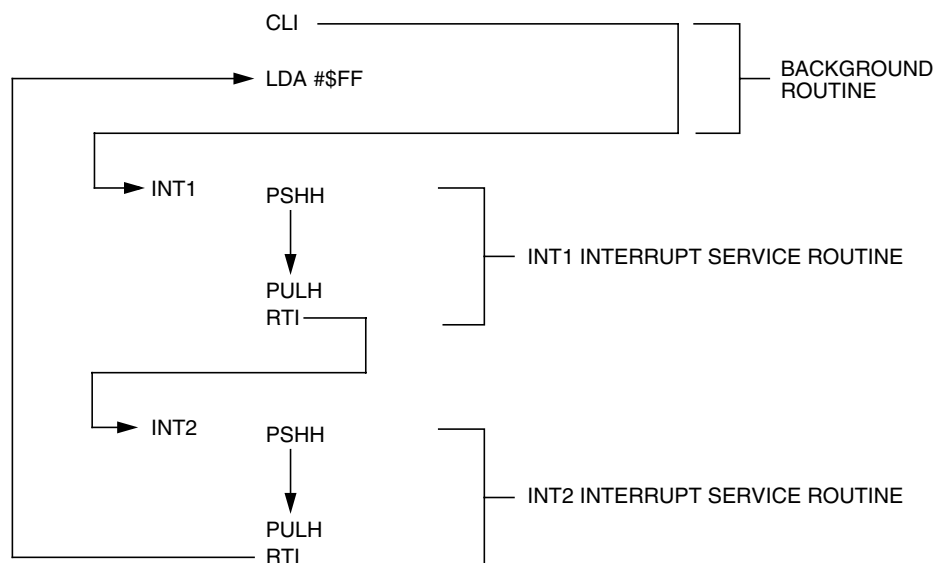 CLI
LDA #$FF
BACKGROUND
ROUTINE
INT1
PSHH
INT1 INTERRUPT SERVICE ROUTINE
PULH
RTI
INT2
PSHH
INT2 INTERRUPT SERVICE ROUTINE
PULH
RTI